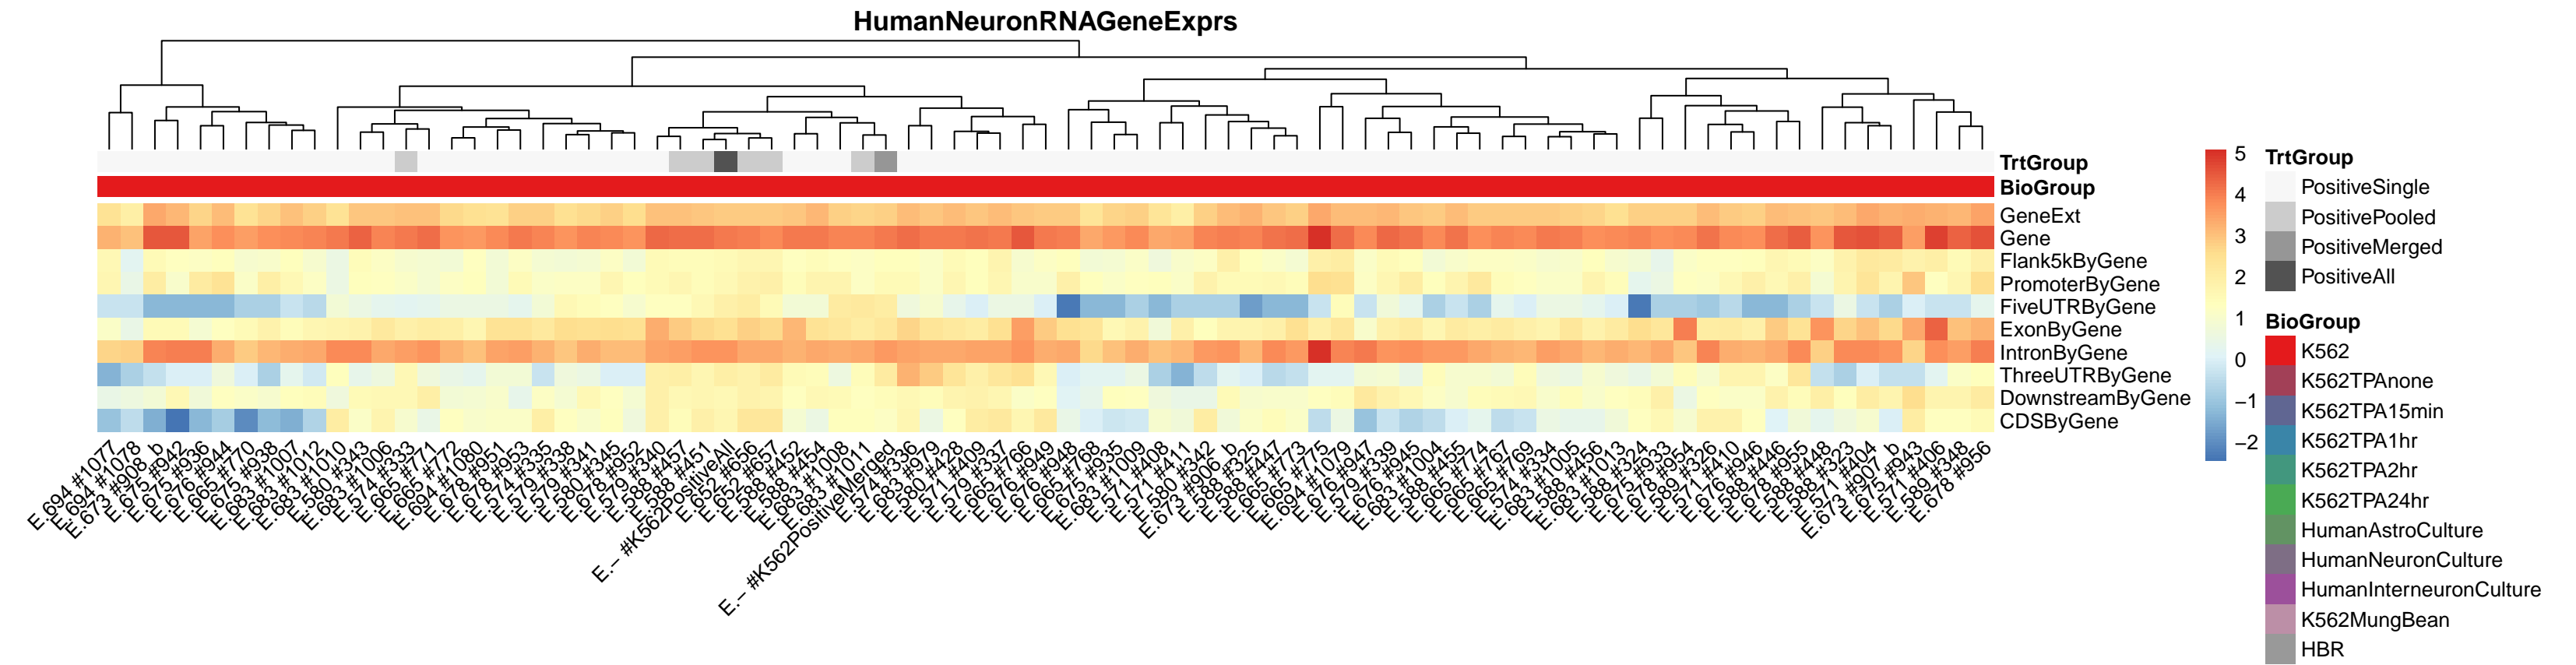 HumanNeuronRNAGeneExprs
TrtGroup
BioGroup
GeneExt
Gene
Flank5kByGene
PromoterByGene
FiveUTRByGene
ExonByGene
IntronByGene
ThreeUTRByGene
DownstreamByGene
CDSByGene
E.694 #1077
E.694 #1078
E.673 #908_b
E.675 #942
E.675 #936
E.676 #944
E.665 #770
E.675 #938
E.683 #1007
E.683 #1012
E.683 #1010
E.580 #343
E.683 #1006
E.574 #333
E.665 #771
E.665 #772
E.694 #1080
E.678 #951
E.678 #953
E.574 #335
E.579 #338
E.579 #341
E.580 #345
E.678 #952
E.579 #340
E.588 #457
E.588 #451
E.− #K562PositiveAll
E.652 #656
E.652 #657
E.588 #452
E.588 #454
E.683 #1008
E.683 #1011
E.− #K562PositiveMerged
E.574 #336
E.683 #979
E.580 #428
E.571 #409
E.579 #337
E.665 #766
E.676 #949
E.676 #948
E.665 #768
E.675 #935
E.683 #1009
E.571 #408
E.571 #411
E.580 #342
E.673 #906_b
E.588 #325
E.588 #447
E.665 #773
E.665 #775
E.694 #1079
E.676 #947
E.579 #339
E.676 #945
E.683 #1004
E.588 #455
E.665 #774
E.665 #767
E.665 #769
E.574 #334
E.683 #1005
E.588 #456
E.683 #1013
E.588 #324
E.675 #933
E.678 #954
E.589 #326
E.571 #410
E.676 #946
E.588 #446
E.678 #955
E.588 #448
E.588 #323
E.571 #404
E.673 #907_b
E.675 #943
E.571 #406
E.589 #348
E.678 #956
5
4
3
2
1
0
−1
−2
TrtGroup
PositiveSingle
PositivePooled
PositiveMerged
PositiveAll
BioGroup
K562
K562TPAnone
K562TPA15min
K562TPA1hr
K562TPA2hr
K562TPA24hr
HumanAstroCulture
HumanNeuronCulture
HumanInterneuronCulture
K562MungBean
HBR